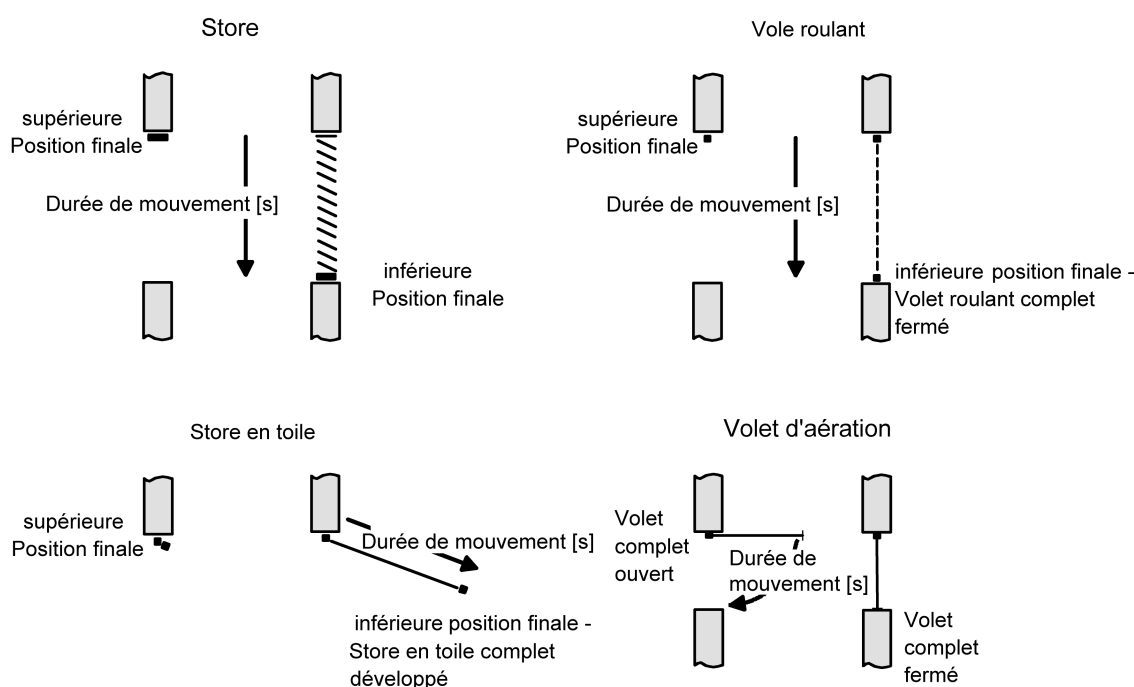 Store
supérieure
Position finale
Durée de mouvement [s]
inférieure
Position finale
Vole roulant
supérieure
Position finale
Durée de mouvement [s]
inférieure position finale -
Volet roulant complet
fermé
Store en toile
supérieure
Position finale
Durée de mouvement [s]
inférieure position finale -
Store en toile complet
développé
Volet d'aération
Volet
complet
ouvert
Durée de
mouvement [s]
Volet
complet
fermé